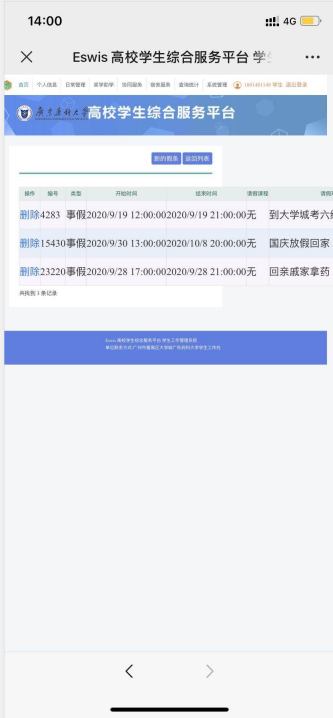 14:00
4G
Eswis 高校学生综合服务平台 学
首页 个人信息 日常管理 奖学助学 协同服务 宿舍服务 查询统计 系统管理 学生 退出登录
高校学生综合服务平台
返回列表
操作 编号 类型 开始时间 结束时间 请假课程 请假
删除 4283 事假 2020/9/19 12:00:00 2020/9/19 21:00:00 无 到大学城考六级
删除 15430 事假 2020/9/30 13:00:00 2020/10/8 20:00:00 无 国庆放假回家
删除 23220 事假 2020/9/28 17:00:00 2020/9/28 21:00:00 无 回亲戚家拿药
共找到 3 条记录
Eswis 高校学生综合服务平台 学生工作管理系统